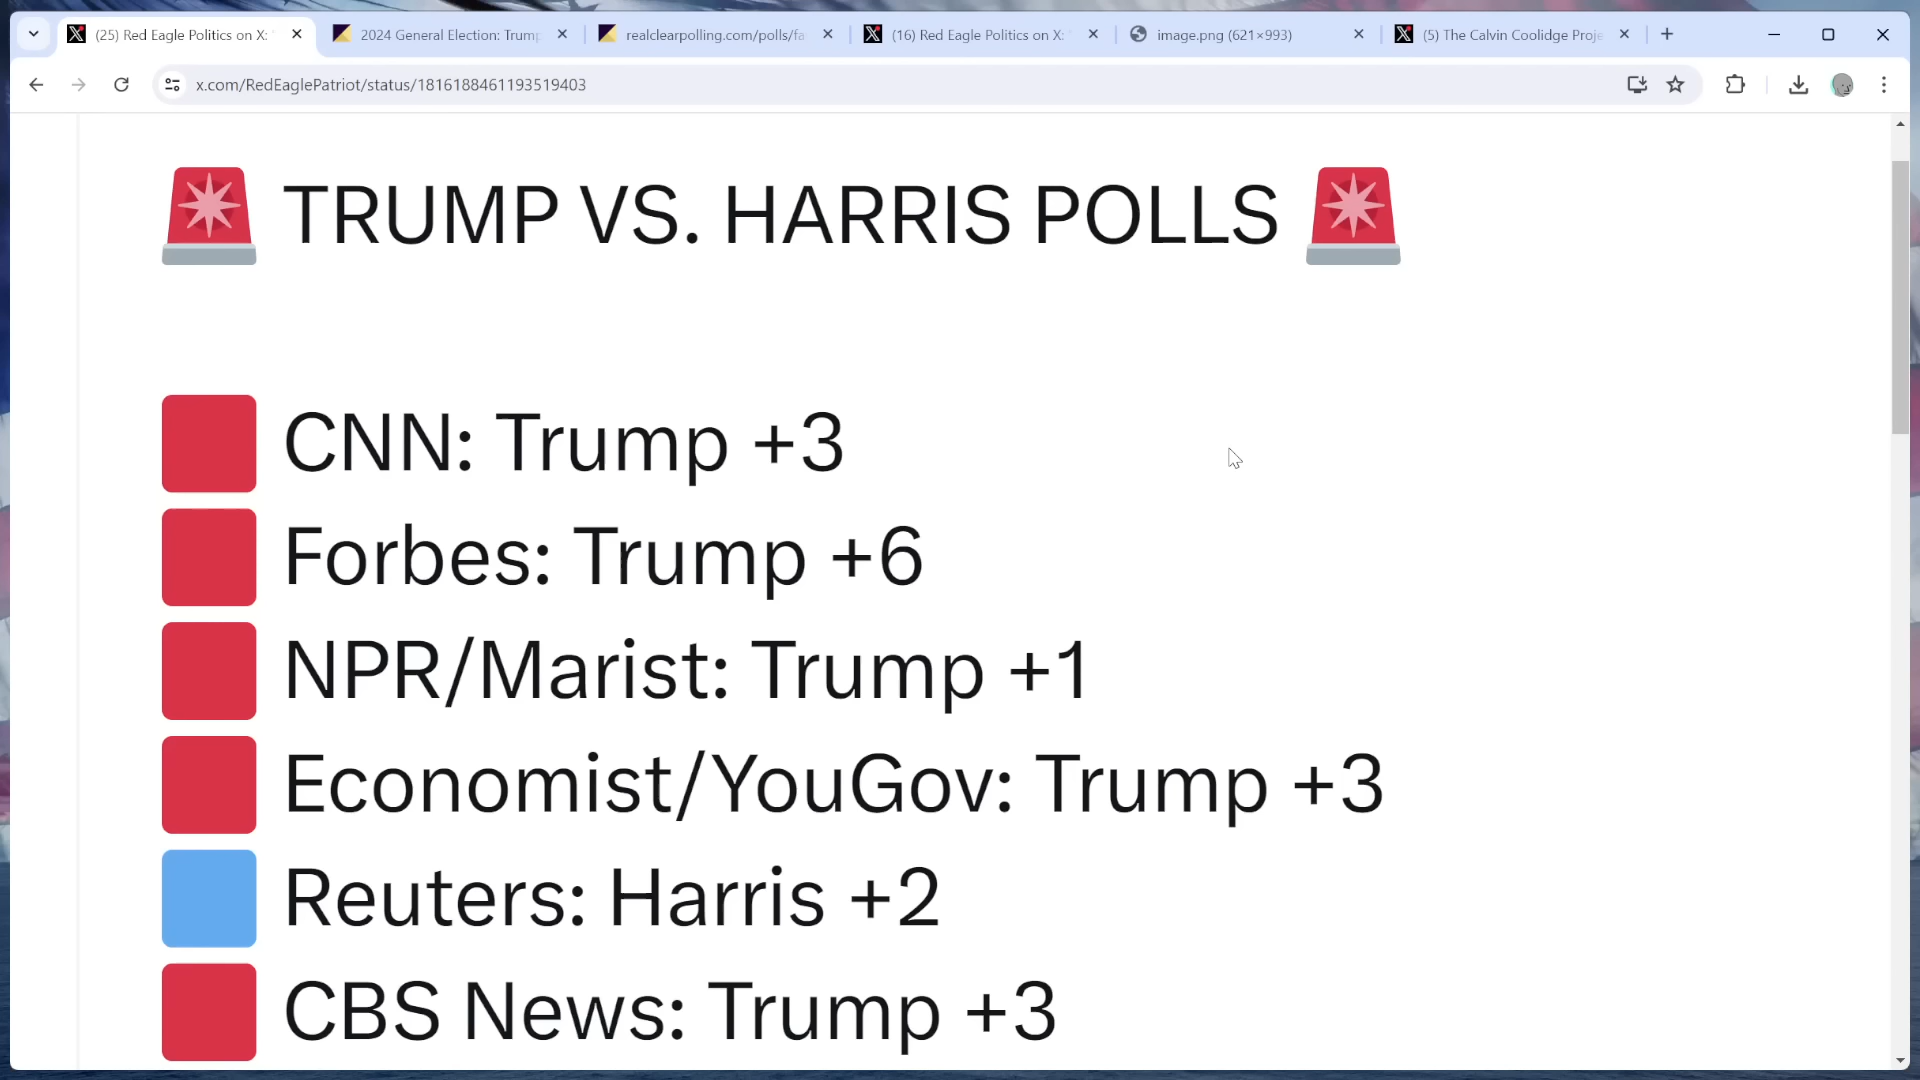 (25) Red Eagle Politics on X: "
2024 General Election: Trump
realclearpolling.com/polls/fa
(16) Red Eagle Politics on X: "
image.png (621×993)
(5) The Calvin Coolidge Proje
x.com/RedEaglePatriot/status/1816188461193519403
TRUMP VS. HARRIS POLLS
CNN: Trump +3
Forbes: Trump +6
NPR/Marist: Trump +1
Economist/YouGov: Trump +3
Reuters: Harris +2
CBS News: Trump +3